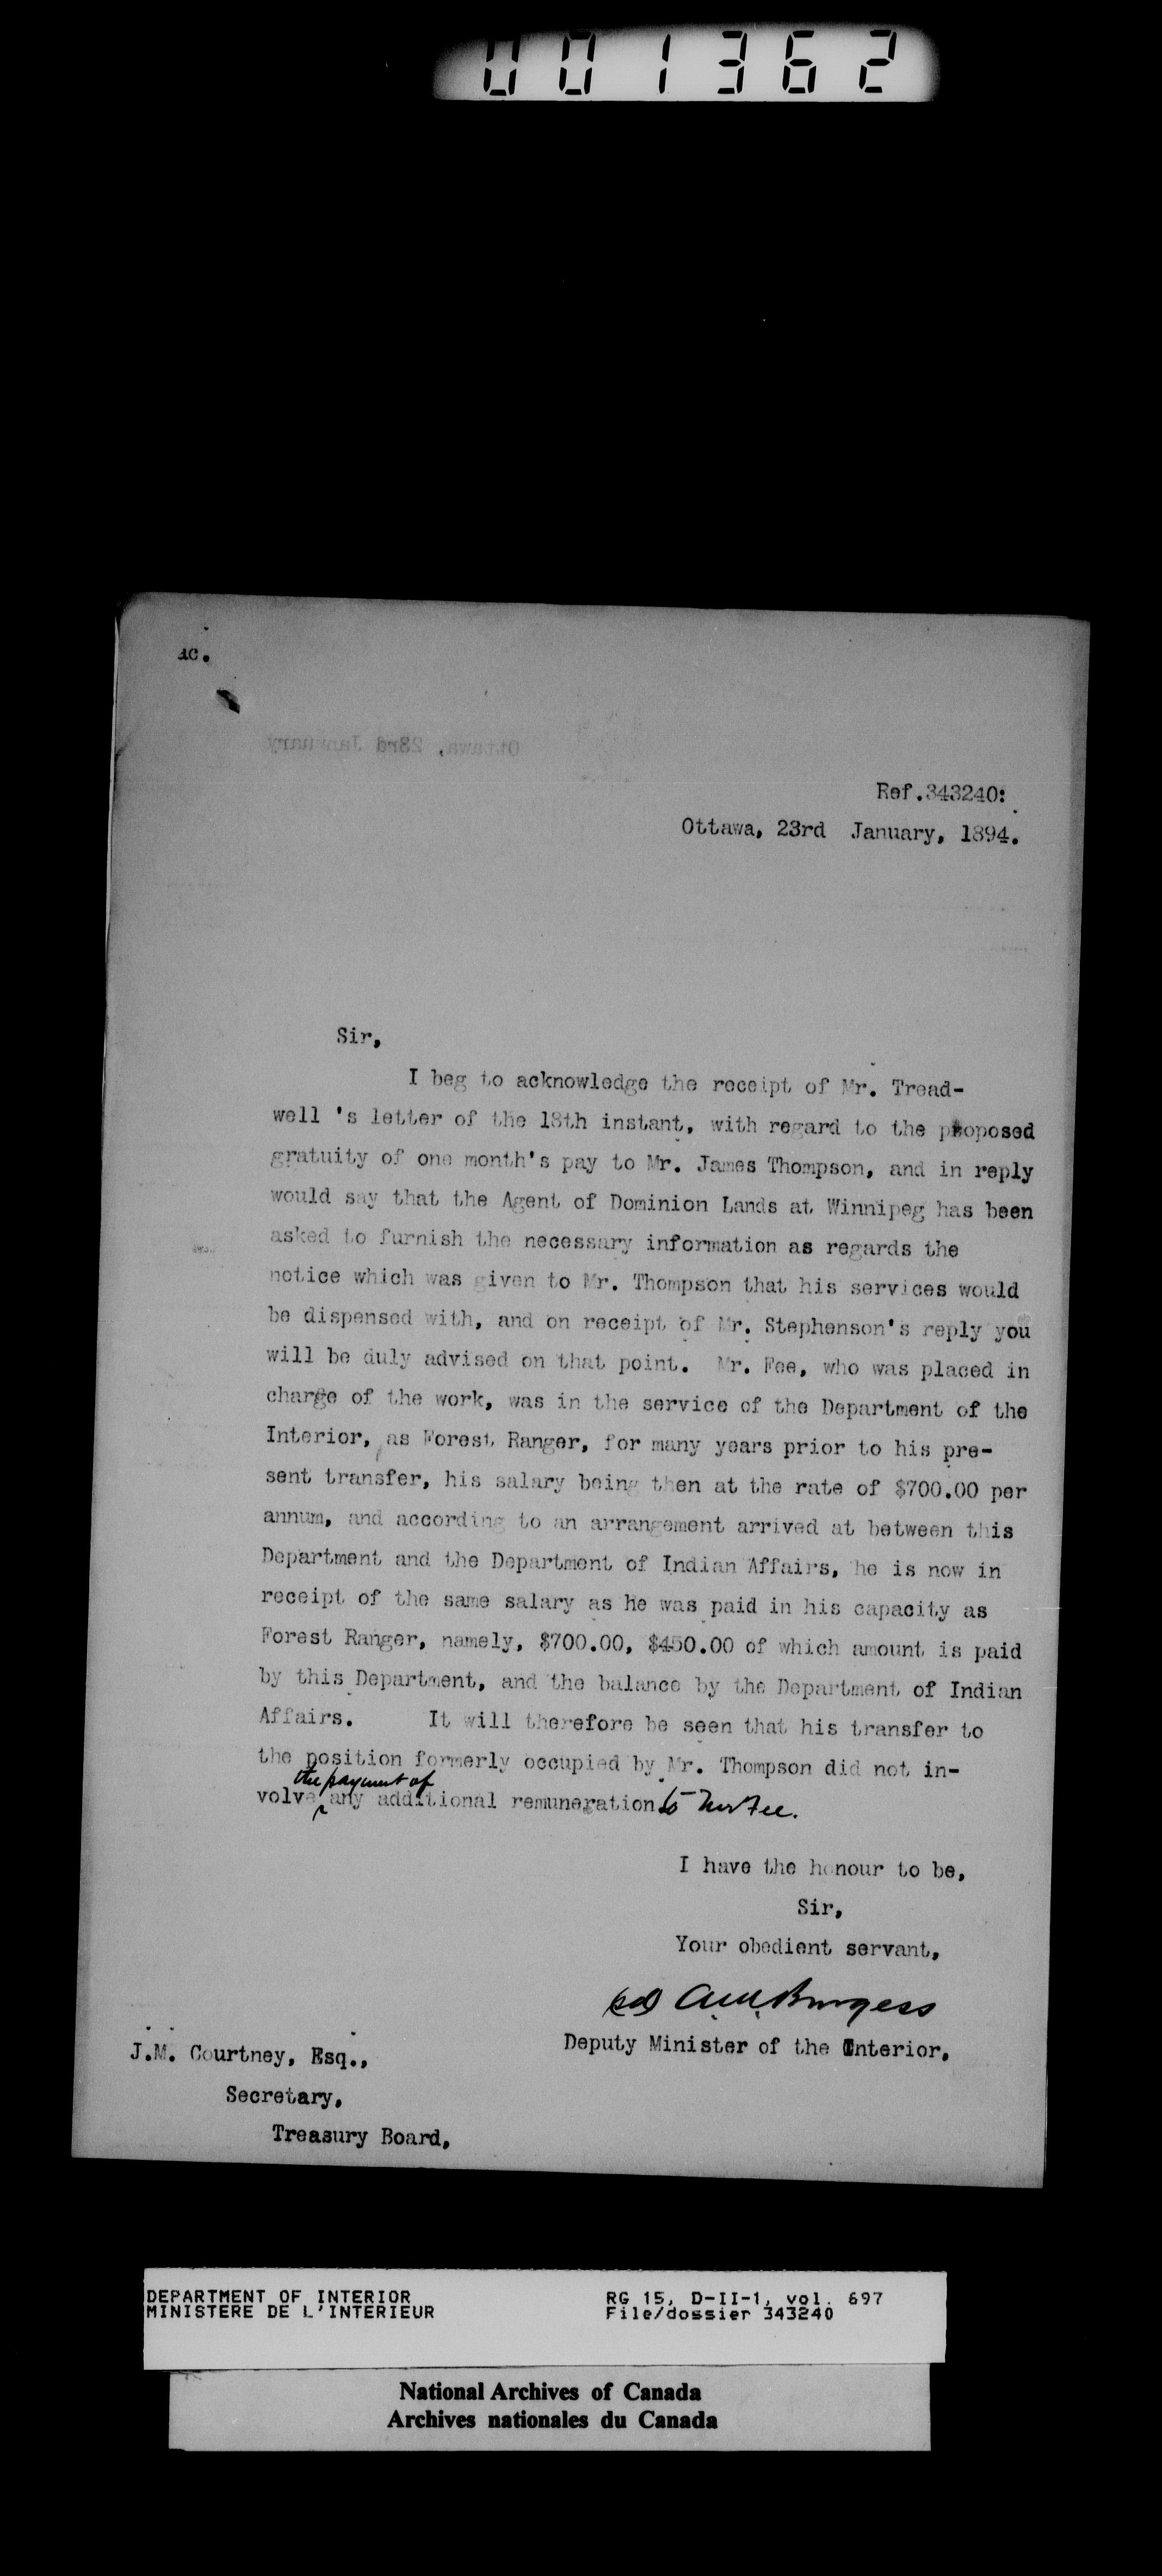 001362
ac.
Ottawa, 23rd January
Ref.343240:
Ottawa, 23rd January, 1894.
Sir,
I beg to acknowledge the receipt of Mr. Tread-
well 's letter of the 18th instant, with regard to the proposed
gratuity of one month's pay to Mr. James Thompson, and in reply
would say that the Agent of Dominion Lands at Winnipeg has been
asked to furnish the necessary information as regards the
notice which was given to Mr. Thompson that his services would
be dispensed with, and on receipt of Mr. Stephenson's reply you
will be duly advised on that point. Mr. Fee, who was placed in
charge of the work, was in the service of the Department of the
Interior, as Forest Ranger, for many years prior to his pre-
sent transfer, his salary being then at the rate of $700.00 per
annum, and according to an arrangement arrived at between this
Department and the Department of Indian Affairs, he is now in
receipt of the same salary as he was paid in his capacity as
Forest Ranger, namely, $700.00, $450.00 of which amount is paid
by this Department, and the balance by the Department of Indian
Affairs. It will therefore be seen that his transfer to
the position formerly occupied by Mr. Thompson did not in-
the payment of
volve any additional remuneration to Mr Fee.
I have the honour to be,
Sir,
Your obedient servant,
(sd) A M Burgess
Deputy Minister of the Interior.
J.M. Courtney, Esq.,
Secretary,
Treasury Board,
DEPARTMENT OF INTERIOR RG 15, D-II-1, vol. 697
MINISTERE DE L'INTERIEUR File/dossier 343240
National Archives of Canada
Archives nationales du Canada